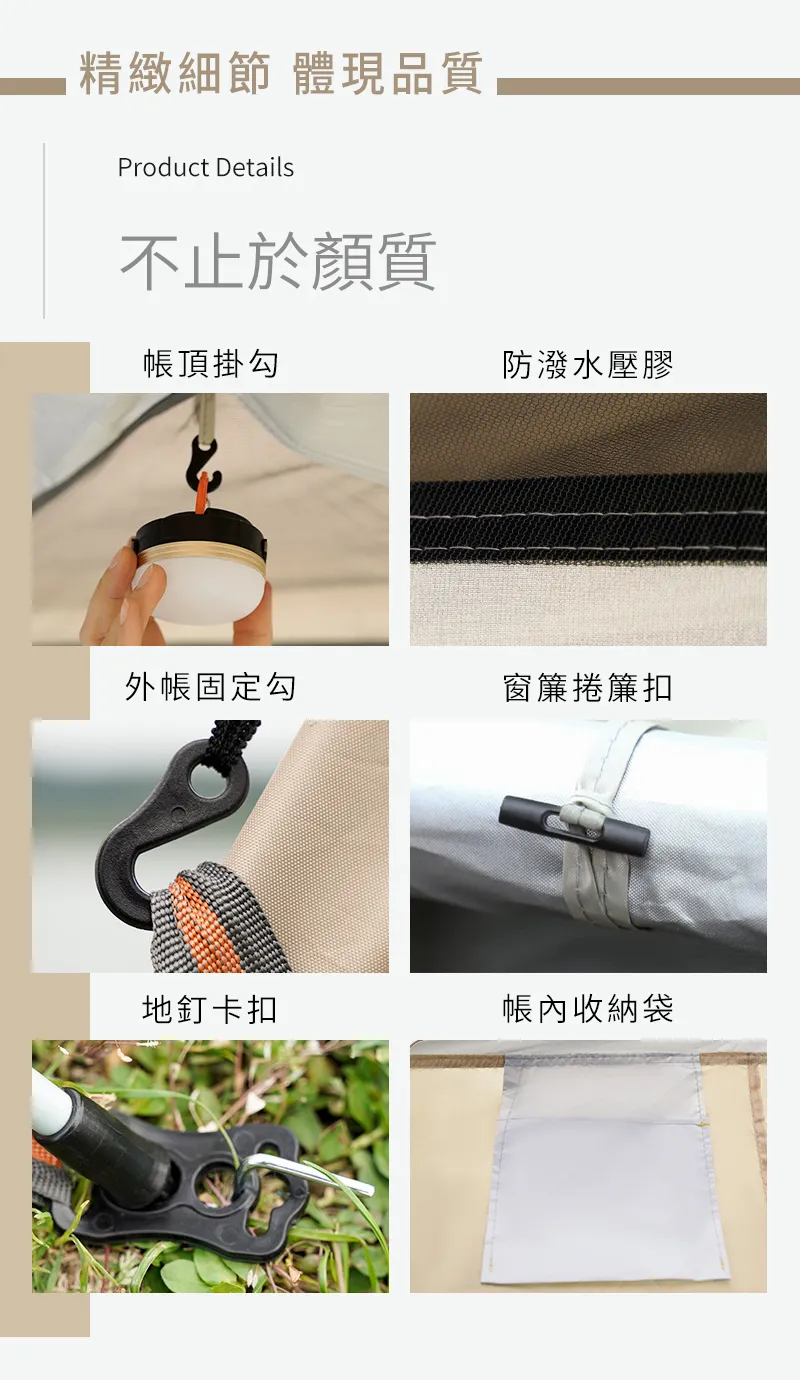 精緻細節 體現品質
Product Details
不止於顏質
帳頂掛勾
防潑水壓膠
外帳固定勾
窗簾捲簾扣
地釘卡扣
帳內收納袋